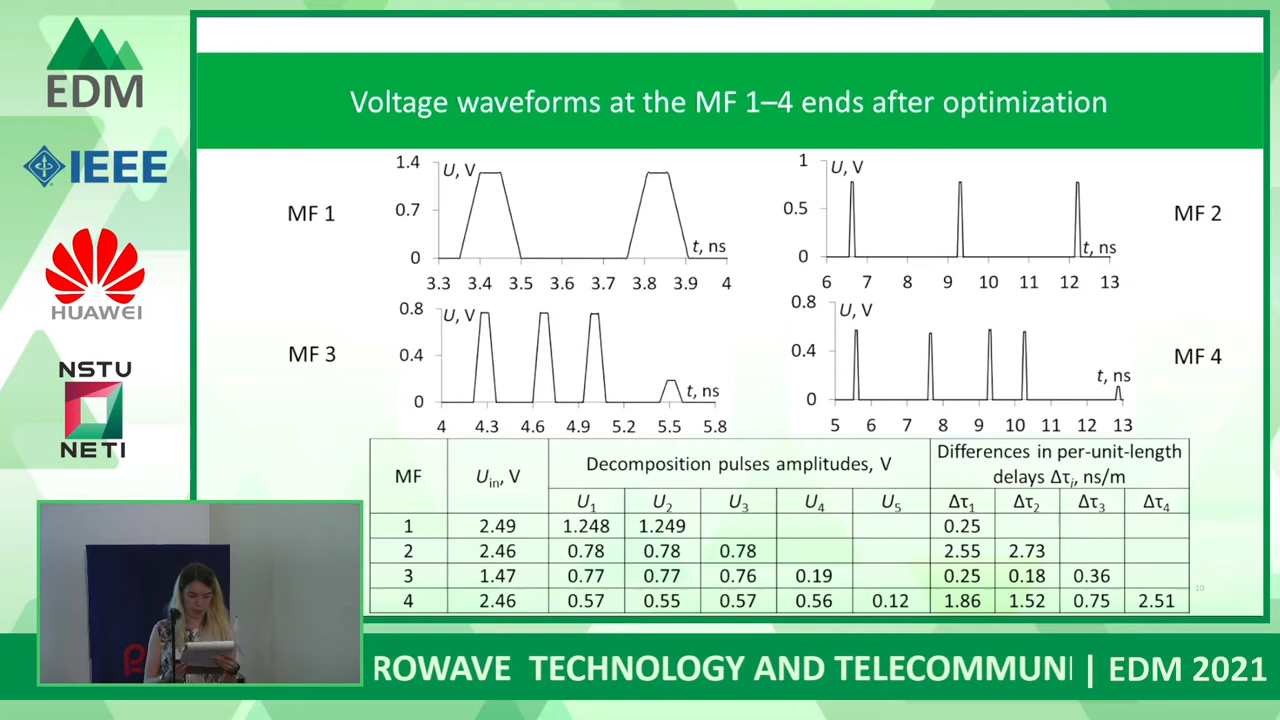 EDM
IEEE
HUAWEI
NSTU
NETI
Voltage waveforms at the MF 1–4 ends after optimization
MF 1
1.4
0.7
0
U, V
t, ns
3.3 3.4 3.5 3.6 3.7 3.8 3.9 4
MF 2
1
0.5
0
U, V
t, ns
6 7 8 9 10 11 12 13
MF 3
0.8
0.4
0
U, V
t, ns
4 4.3 4.6 4.9 5.2 5.5 5.8
MF 4
0.8
0.4
0
U, V
t, ns
5 6 7 8 9 10 11 12 13
MF Uin, V Decomposition pulses amplitudes, V Differences in per-unit-length
delays Δτi, ns/m
U1 U2 U3 U4 U5 Δτ1 Δτ2 Δτ3 Δτ4
1 2.49 1.248 1.249 0.25
2 2.46 0.78 0.78 0.78 2.55 2.73
3 1.47 0.77 0.77 0.76 0.19 0.25 0.18 0.36
4 2.46 0.57 0.55 0.57 0.56 0.12 1.86 1.52 0.75 2.51
10
ROWAVE TECHNOLOGY AND TELECOMMUNI | EDM 2021